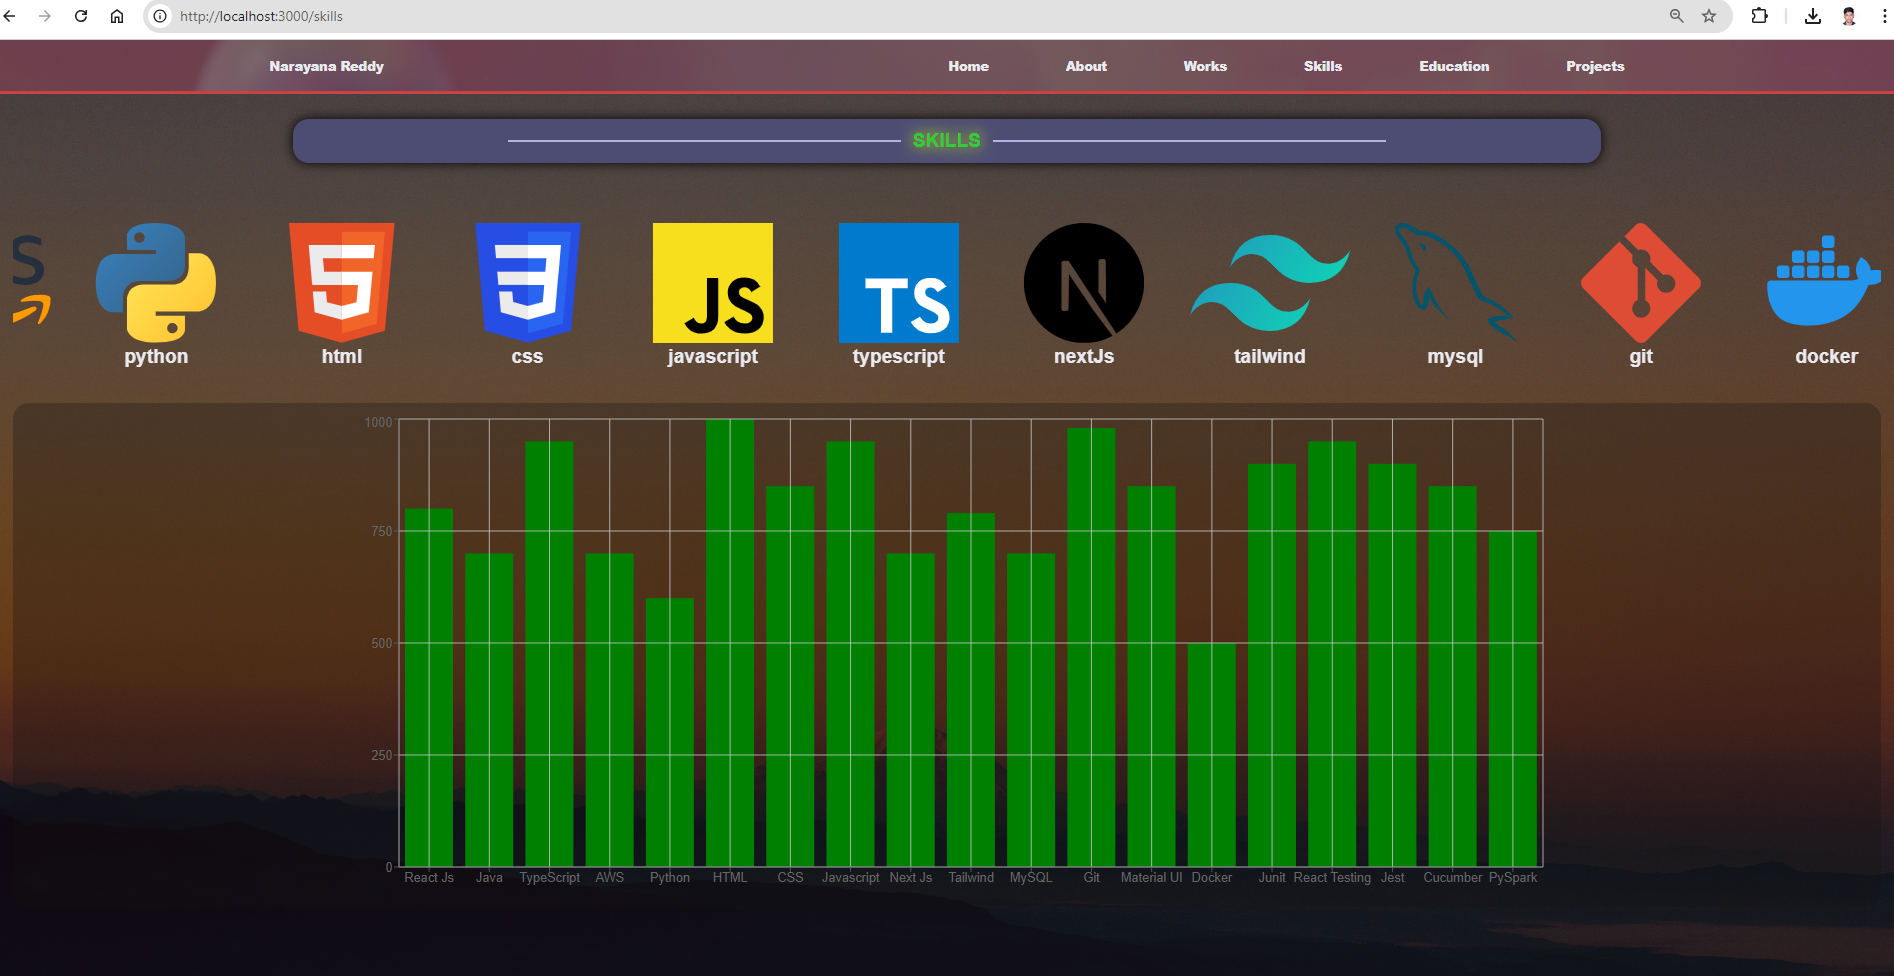 http://localhost:3000/skills
Narayana Reddy Home About Works Skills Education Projects
SKILLS
S JS TS N
python html css javascript typescript nextJs tailwind mysql git docker
1000
750
500
250
0
React Js Java TypeScript AWS Python HTML CSS Javascript Next Js Tailwind MySQL Git Material UI Docker Junit React Testing Jest Cucumber PySpark